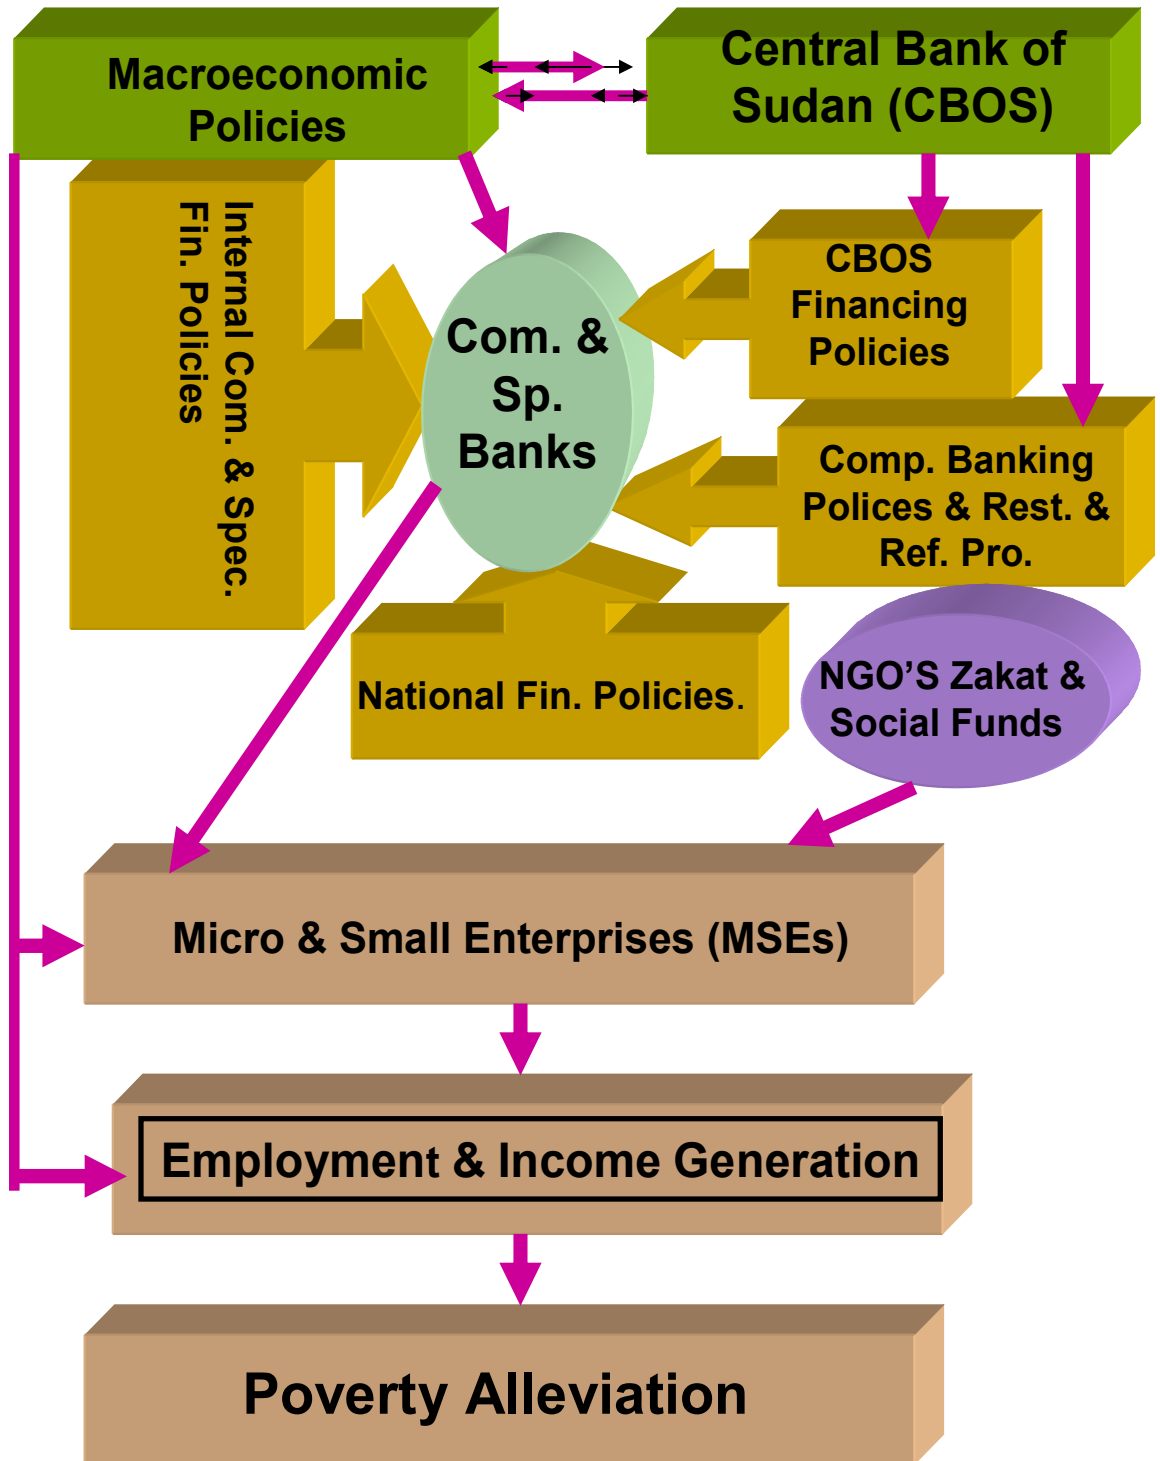 Macroeconomic
Policies
Central Bank of
Sudan (CBOS)
Internal Com. & Spec.
Fin. Policies
CBOS
Financing
Policies
Com. &
Sp.
Banks
Comp. Banking
Polices & Rest. &
Ref. Pro.
National Fin. Policies.
NGO’S Zakat &
Social Funds
Micro & Small Enterprises (MSEs)
Employment & Income Generation
Poverty Alleviation